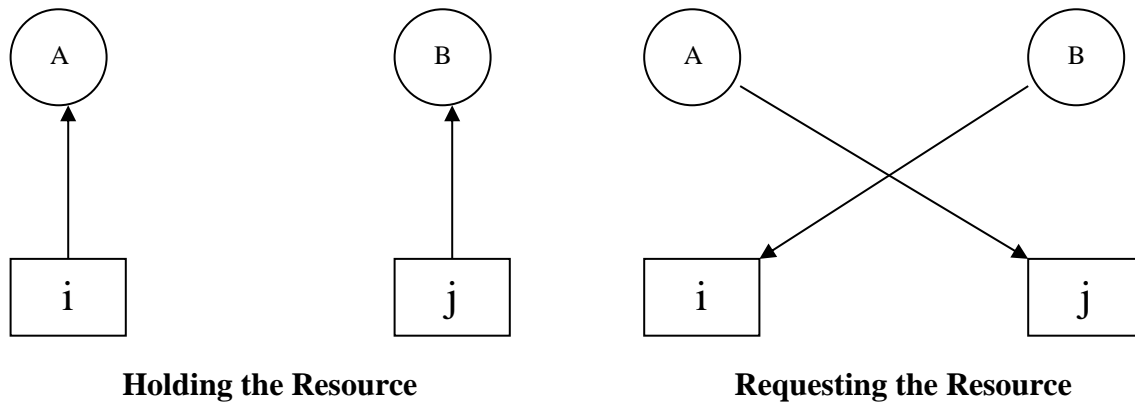 A B A B
i j i j
Holding the Resource Requesting the Resource